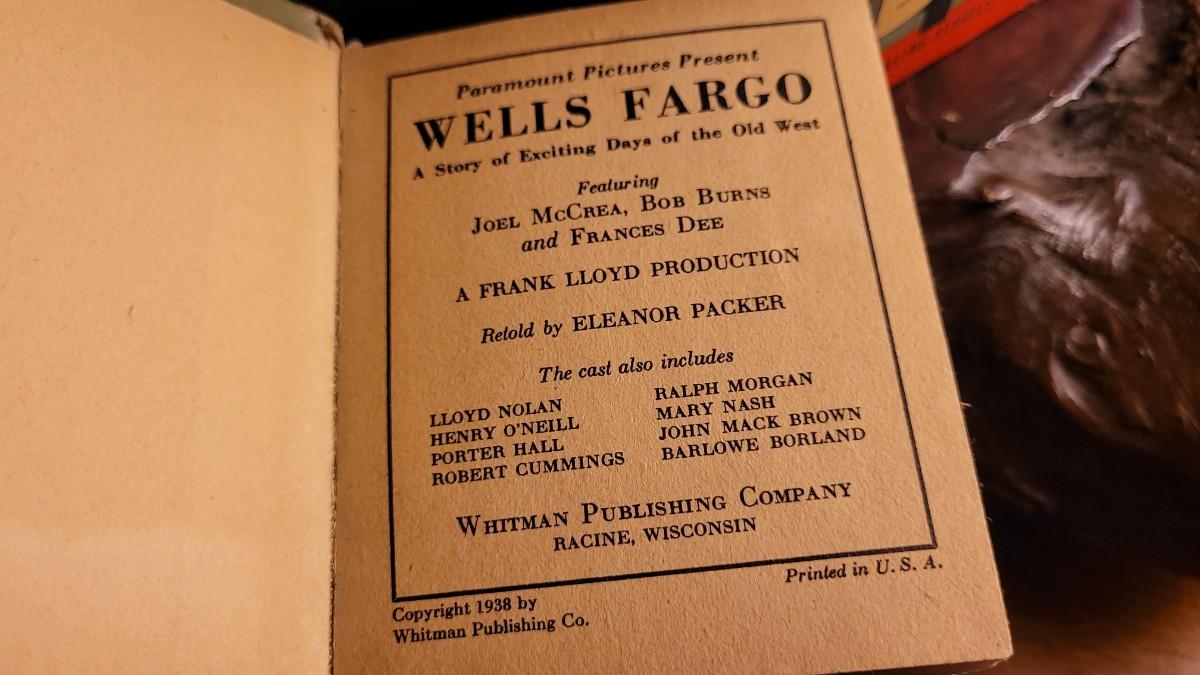 Paramount Pictures Present
WELLS FARGO
A Story of Exciting Days of the Old West
Featuring
JOEL MCCREA, BOB BURNS
and FRANCES DEE
A FRANK LLOYD PRODUCTION
Retold by ELEANOR PACKER
The cast also includes
LLOYD NOLAN
HENRY O'NEILL
PORTER HALL
ROBERT CUMMINGS
RALPH MORGAN
MARY NASH
JOHN MACK BROWN
BARLOWE BORLAND
WHITMAN PUBLISHING COMPANY
RACINE, WISCONSIN
Printed in U. S. A.
Copyright 1938 by
Whitman Publishing Co.